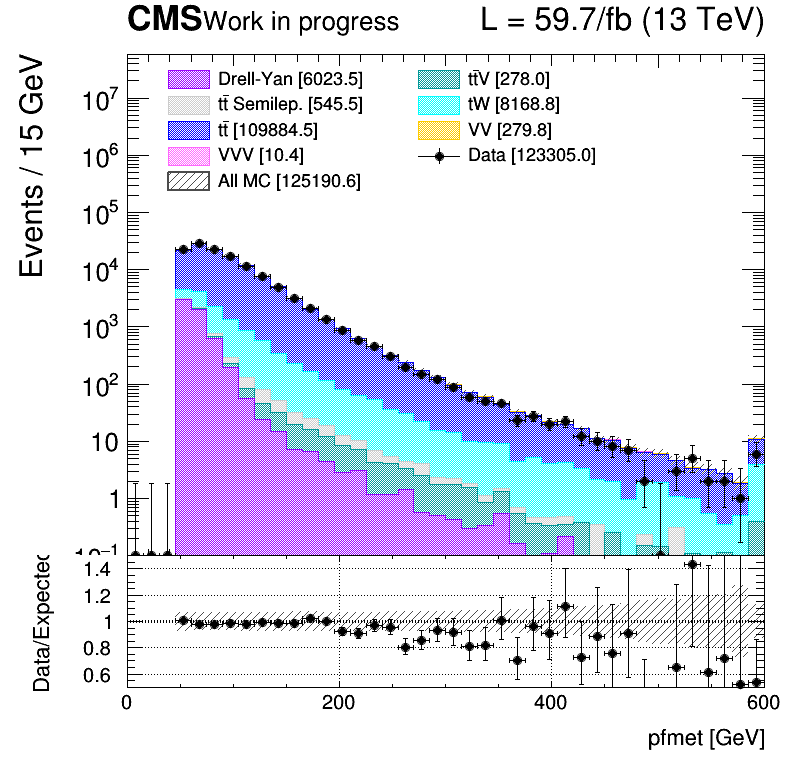 CMS Work in progress L = 59.7/fb (13 TeV)
Events / 15 GeV
Drell-Yan [6023.5] tt̄V [278.0]
tt̄ Semilep. [545.5] tW [8168.8]
tt̄ [109884.5] VV [279.8]
VVV [10.4] Data [123305.0]
All MC [125190.6]
10⁷
10⁶
10⁵
10⁴
10³
10²
10
1
10⁻¹
Data/Expected
1.4
1.2
1
0.8
0.6
0 200 400 600
pfmet [GeV]